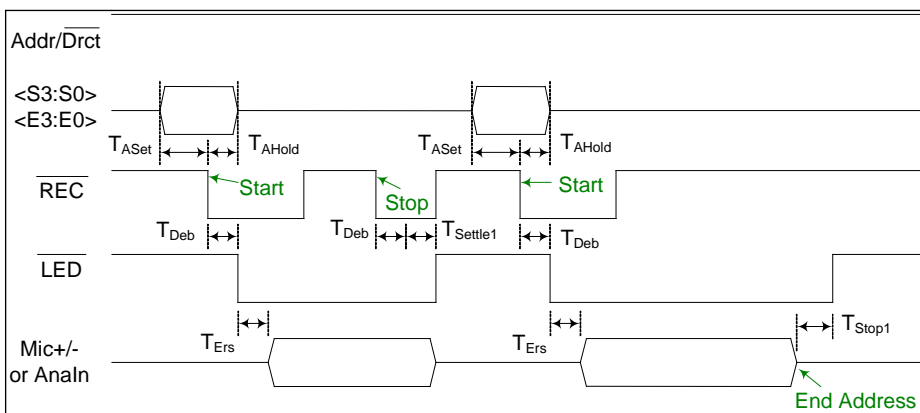 Addr/Drct
<S3:S0>
<E3:E0>
TASet
TAHold
TASet
TAHold
REC
Start
Stop
Start
TDeb
TDeb
TSettle1
TDeb
LED
TErs
TErs
TStop1
Mic+/-
or AnaIn
End Address